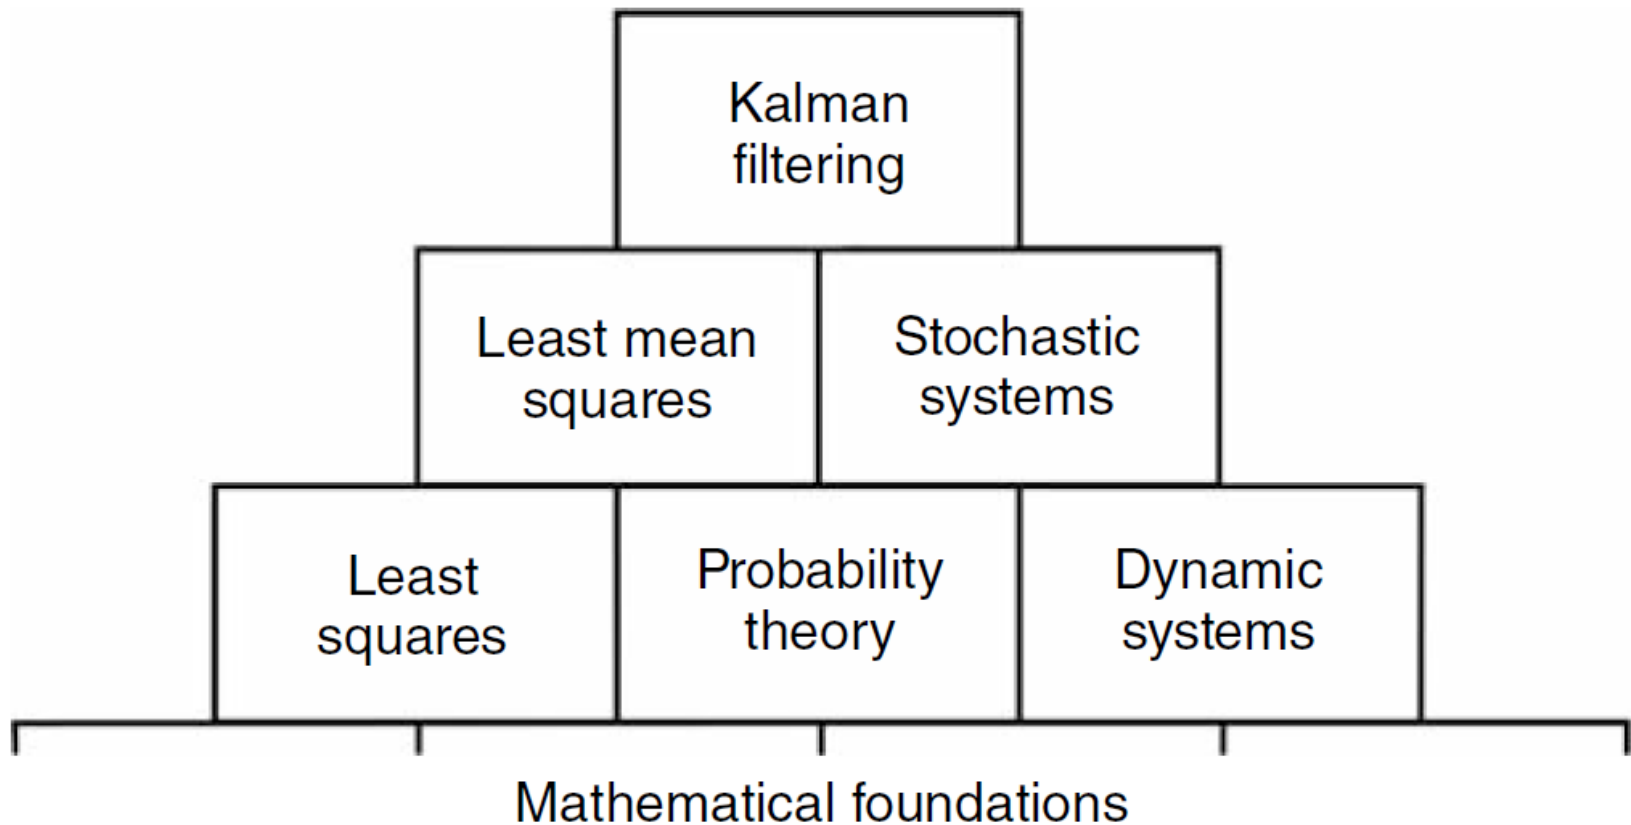 Kalman
filtering
Least mean
squares
Stochastic
systems
Least
squares
Probability
theory
Dynamic
systems
Mathematical foundations